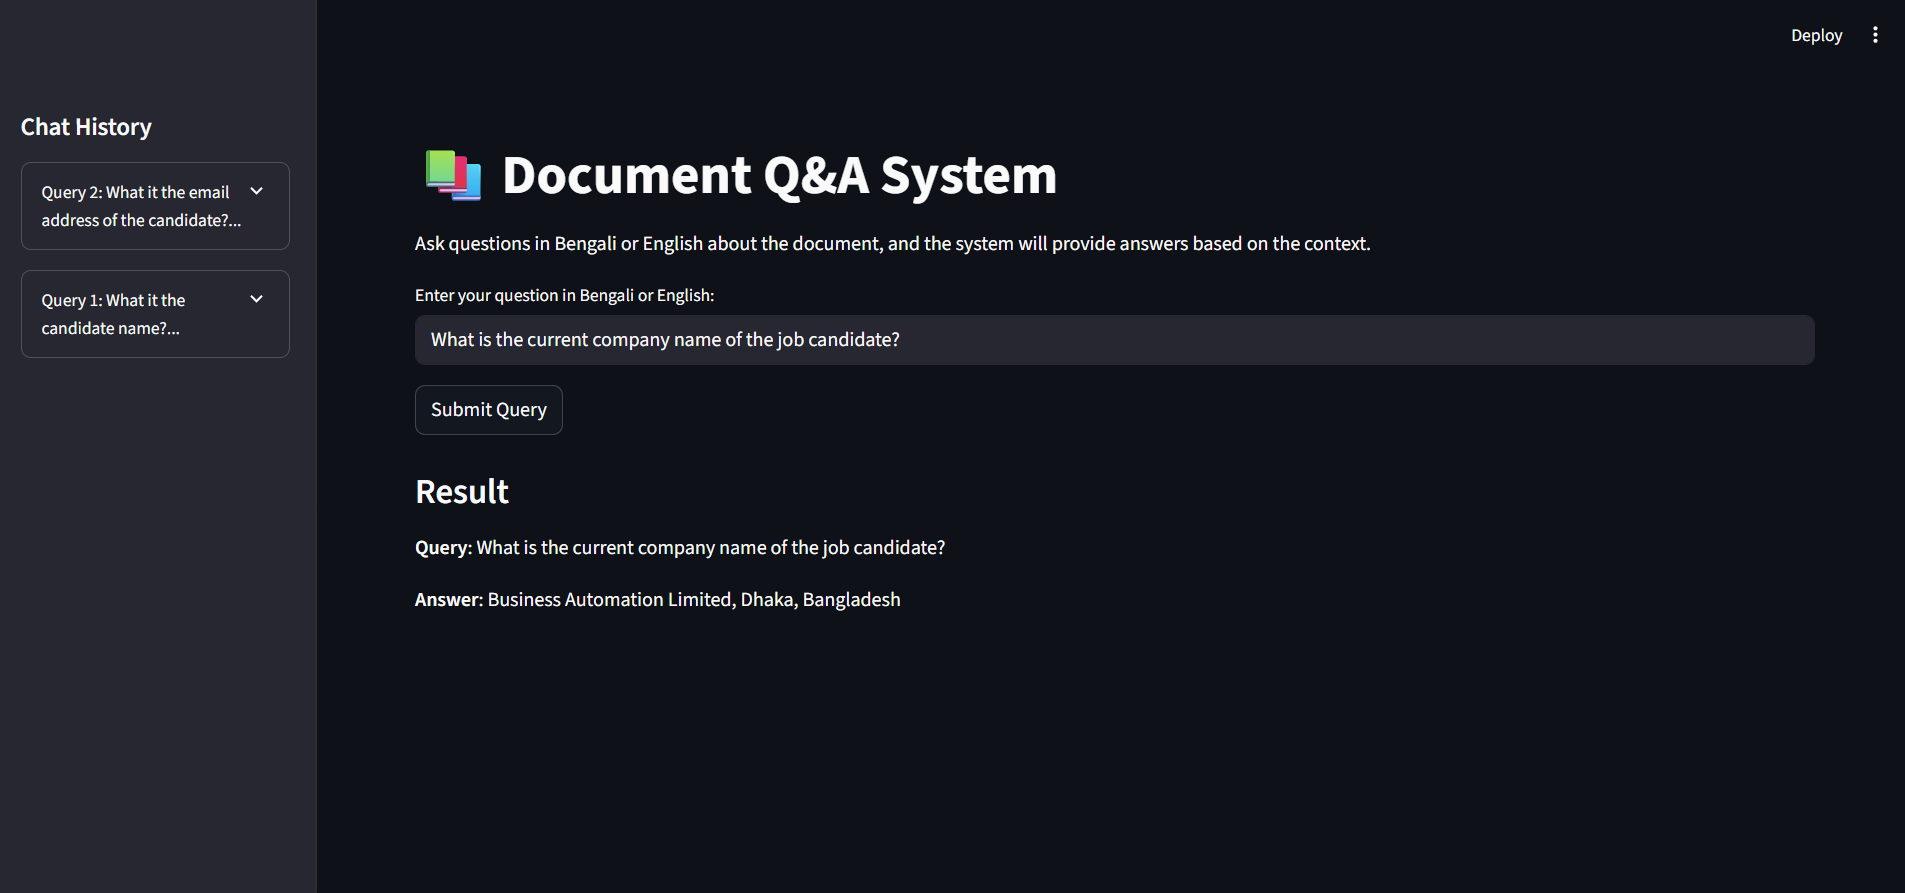 Deploy
Chat History
Query 2: What it the email
address of the candidate?...
Query 1: What it the
candidate name?...
Document Q&A System
Ask questions in Bengali or English about the document, and the system will provide answers based on the context.
Enter your question in Bengali or English:
What is the current company name of the job candidate?
Submit Query
Result
Query: What is the current company name of the job candidate?
Answer: Business Automation Limited, Dhaka, Bangladesh